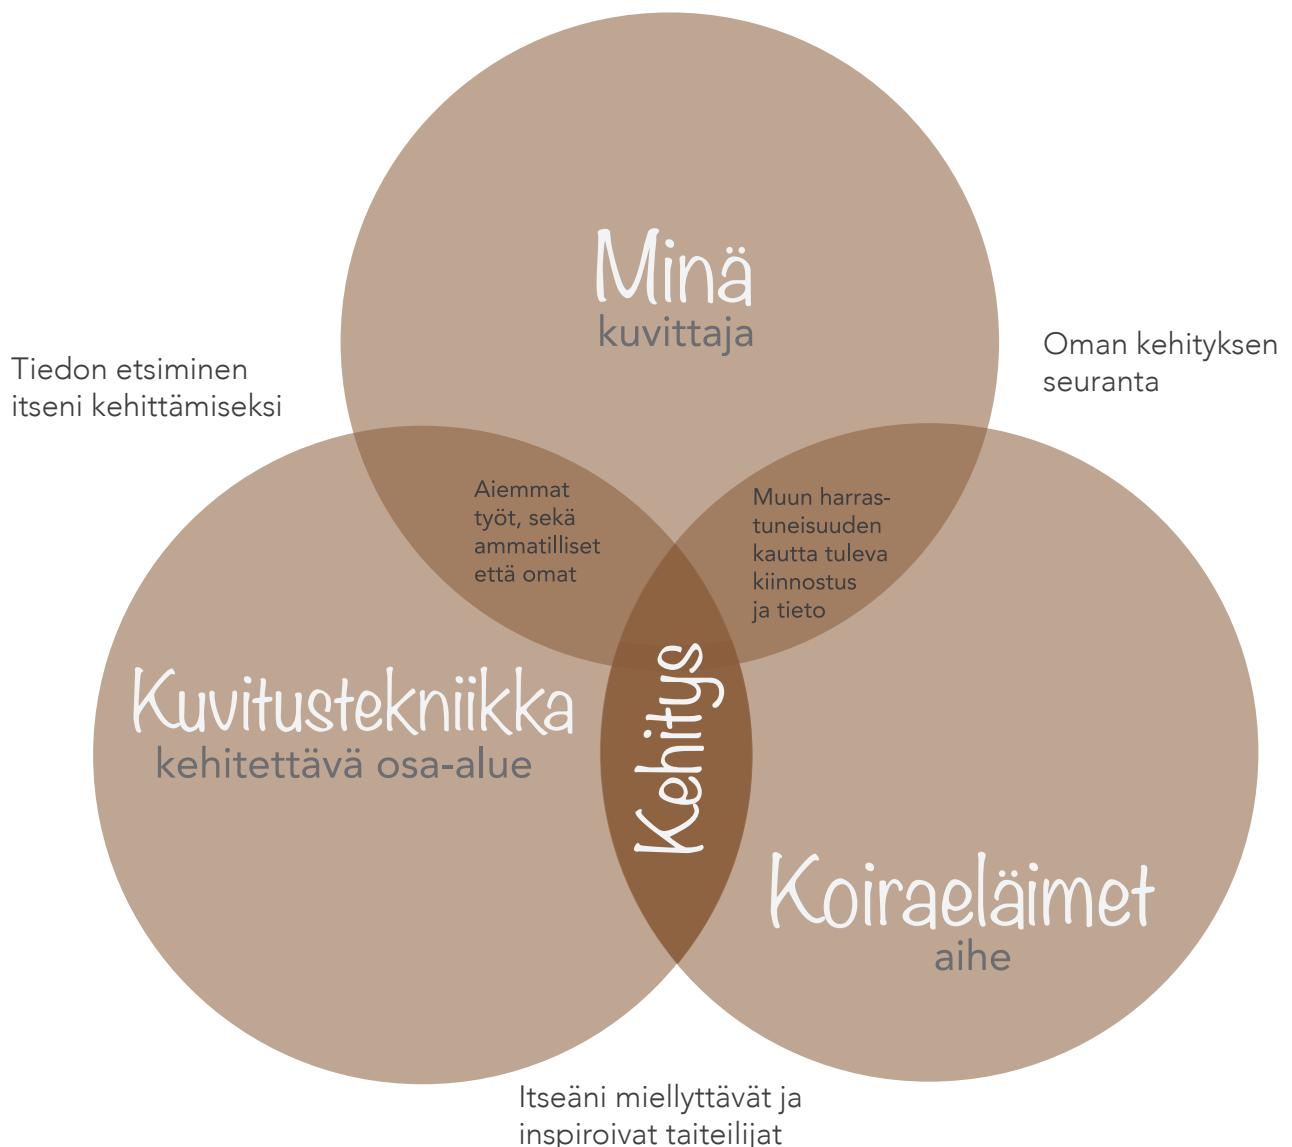 Minä
kuvittaja
Tiedon etsiminen
itseni kehittämiseksi
Oman kehityksen
seuranta
Aiemmat
työt, sekä
ammatilliset
että omat
Muun harras-
tuneisuuden
kautta tuleva
kiinnostus
ja tieto
Kuvitustekniikka
kehitettävä osa-alue
Kehitys
Koiraeläimet
aihe
Itseäni miellyttävät ja
inspiroivat taiteilijat